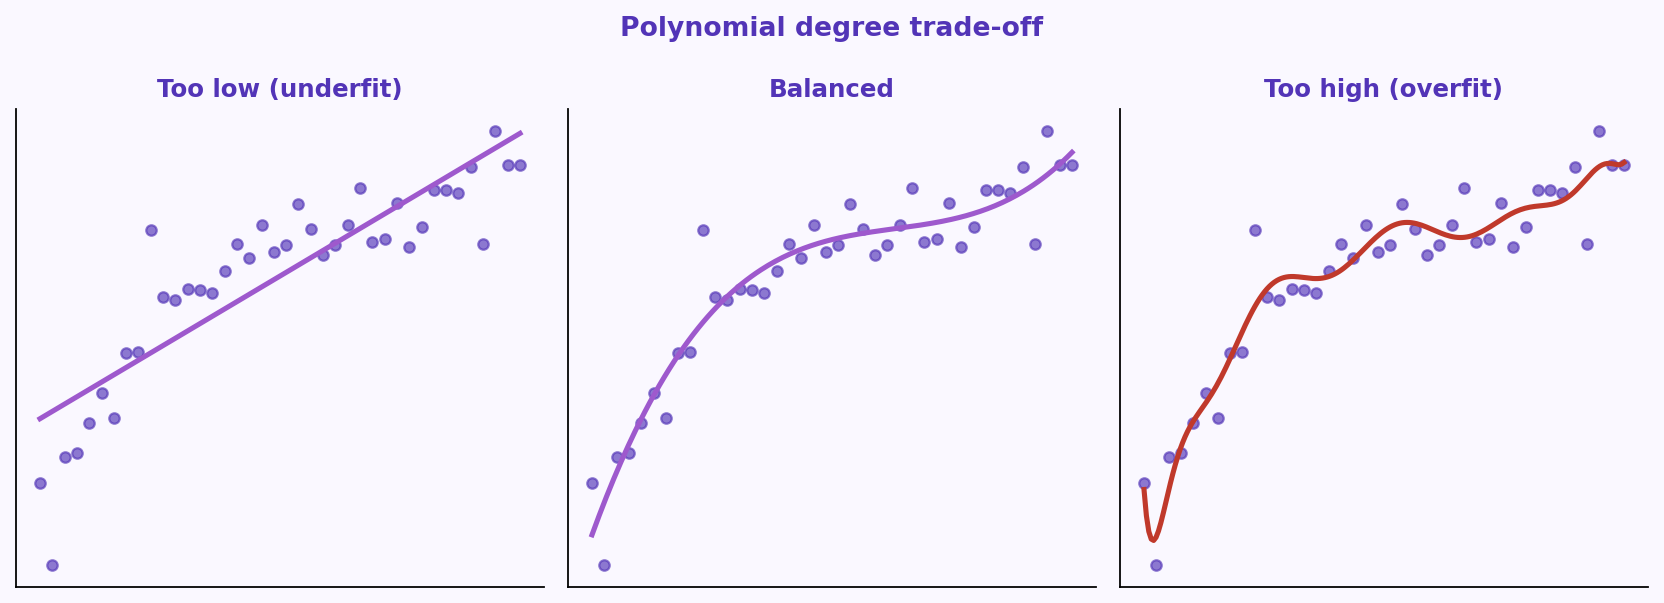 Polynomial degree trade-off
Too low (underfit)
Balanced
Too high (overfit)